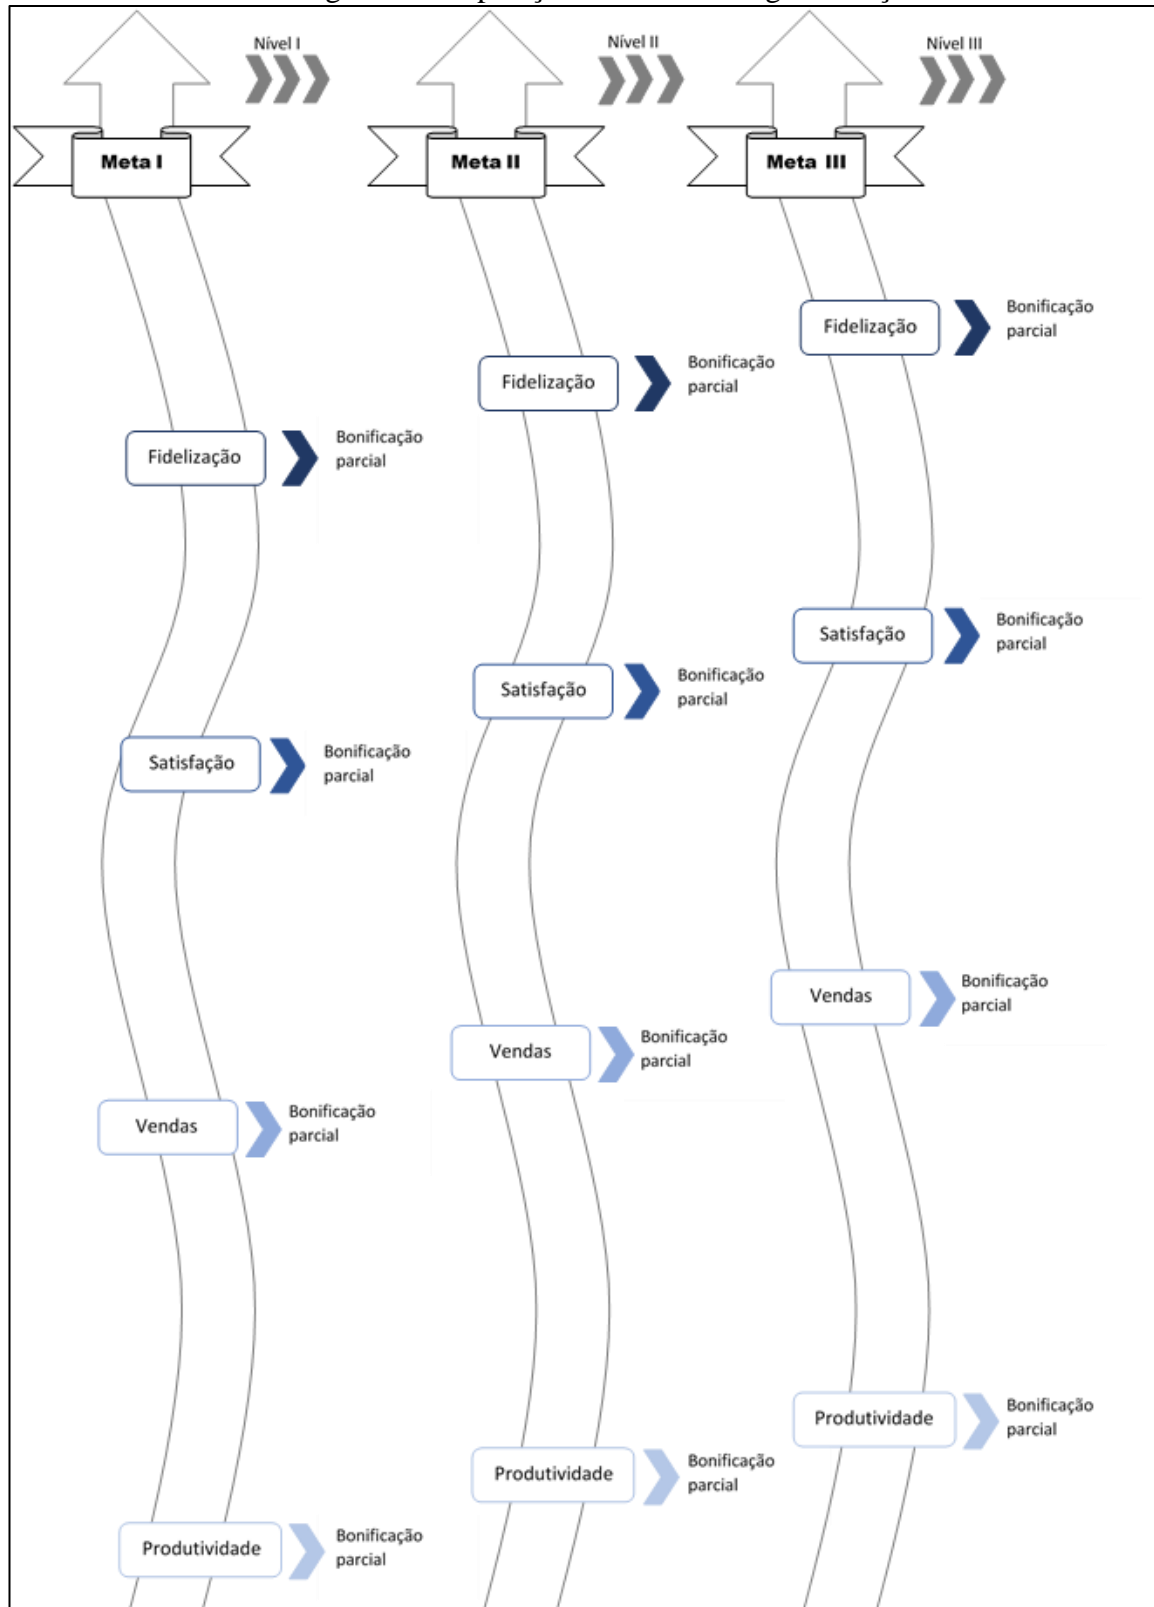 Nível I
Nível II
Nível III
Meta I
Meta II
Meta III
Bonificação
parcial
Fidelização
Bonificação
parcial
Fidelização
Bonificação
parcial
Fidelização
Bonificação
parcial
Satisfação
Bonificação
parcial
Satisfação
Bonificação
parcial
Satisfação
Bonificação
parcial
Vendas
Bonificação
parcial
Vendas
Bonificação
parcial
Vendas
Bonificação
parcial
Produtividade
Bonificação
parcial
Produtividade
Bonificação
parcial
Produtividade